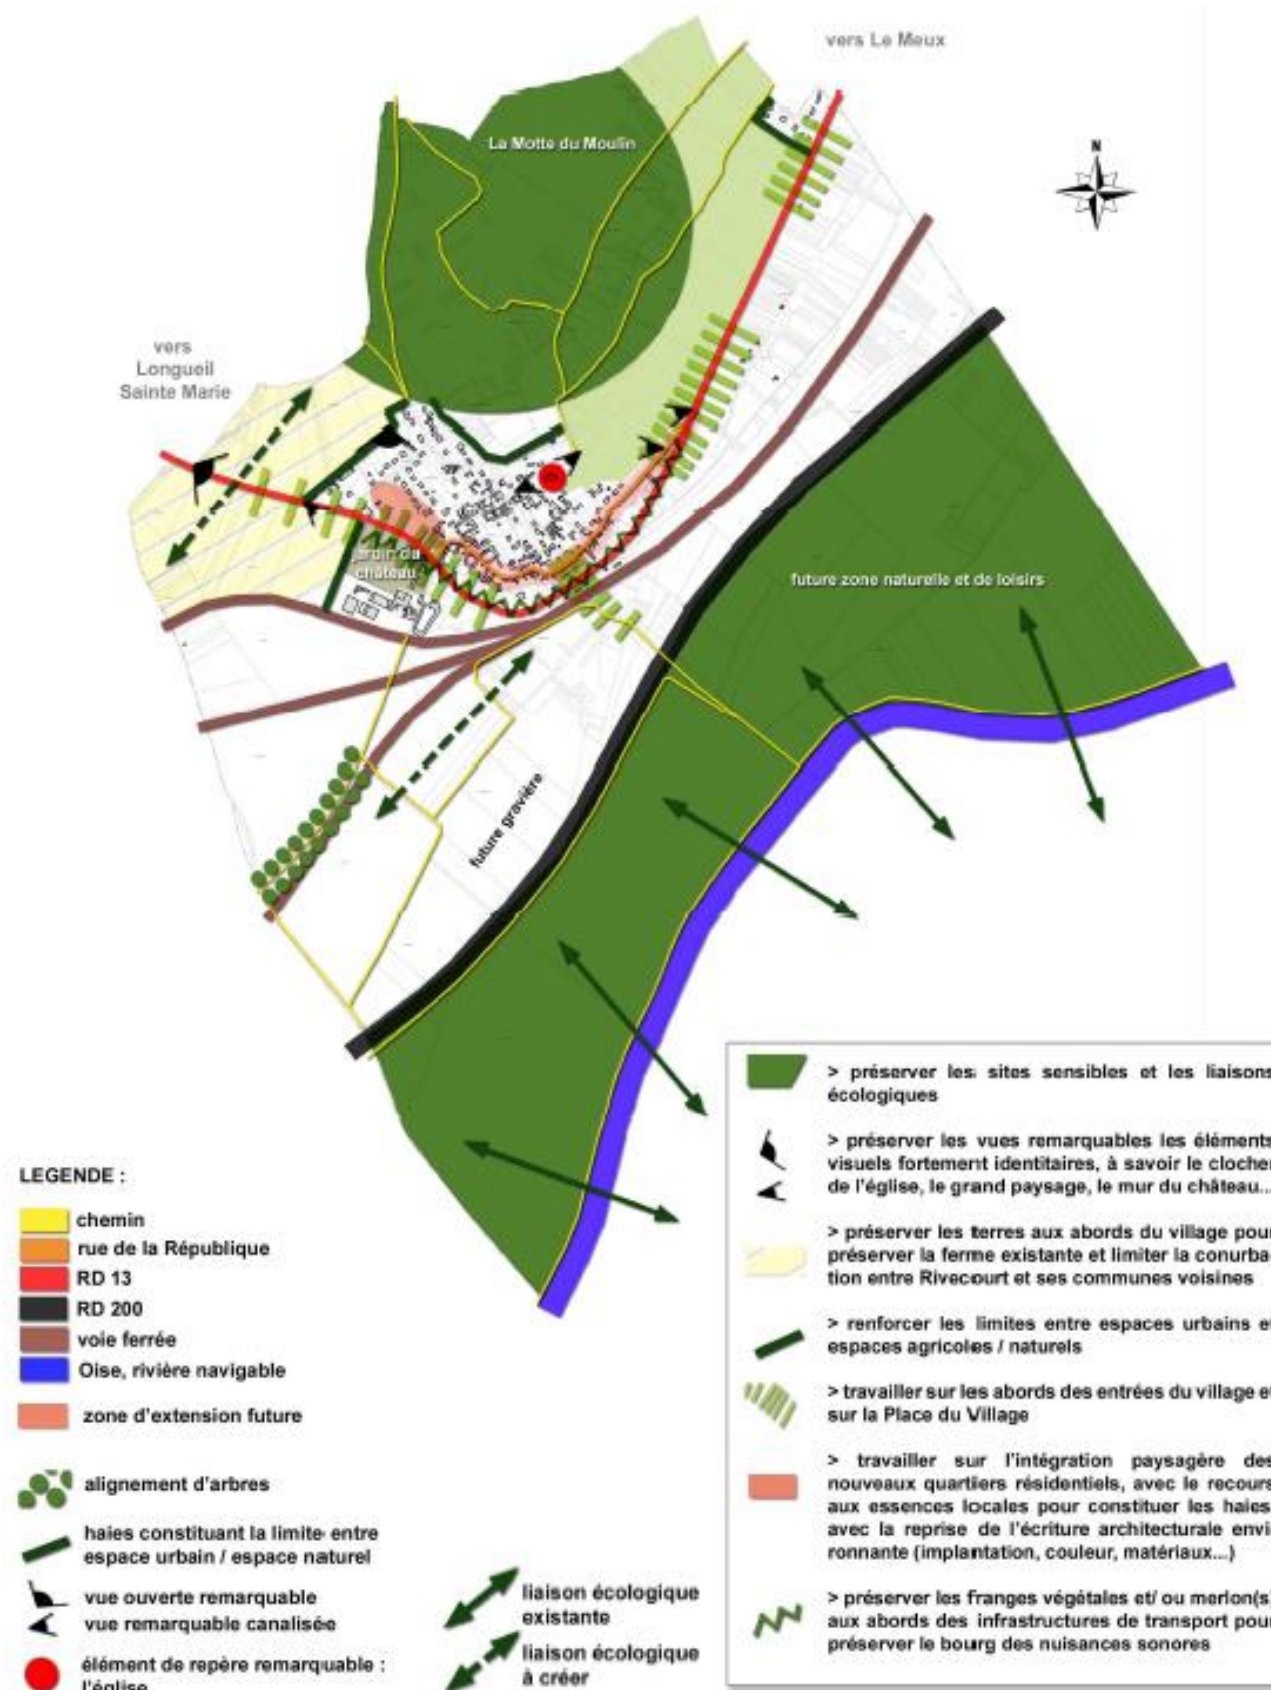 vers Le Meux
La Motte du Moulin
N
vers
Longueil
Sainte Marie
jardin du
château
future zone naturelle et de loisirs
future gravière
LEGENDE :
chemin
rue de la République
RD 13
RD 200
voie ferrée
Oise, rivière navigable
zone d'extension future
alignement d'arbres
haies constituant la limite entre
espace urbain / espace naturel
vue ouverte remarquable
vue remarquable canalisée
élément de repère remarquable :
l'église
liaison écologique
existante
liaison écologique
à créer
> préserver les sites sensibles et les liaisons
écologiques
> préserver les vues remarquables les éléments
visuels fortement identitaires, à savoir le clocher
de l'église, le grand paysage, le mur du château...
> préserver les terres aux abords du village pour
préserver la ferme existante et limiter la conurba-
tion entre Rivecourt et ses communes voisines
> renforcer les limites entre espaces urbains et
espaces agricoles / naturels
> travailler sur les abords des entrées du village et
sur la Place du Village
> travailler sur l'intégration paysagère des
nouveaux quartiers résidentiels, avec le recours
aux essences locales pour constituer les haies,
avec la reprise de l'écriture architecturale envi-
ronnante (implantation, couleur, matériaux...)
> préserver les franges végétales et/ ou merlon(s)
aux abords des infrastructures de transport pour
préserver le bourg des nuisances sonores